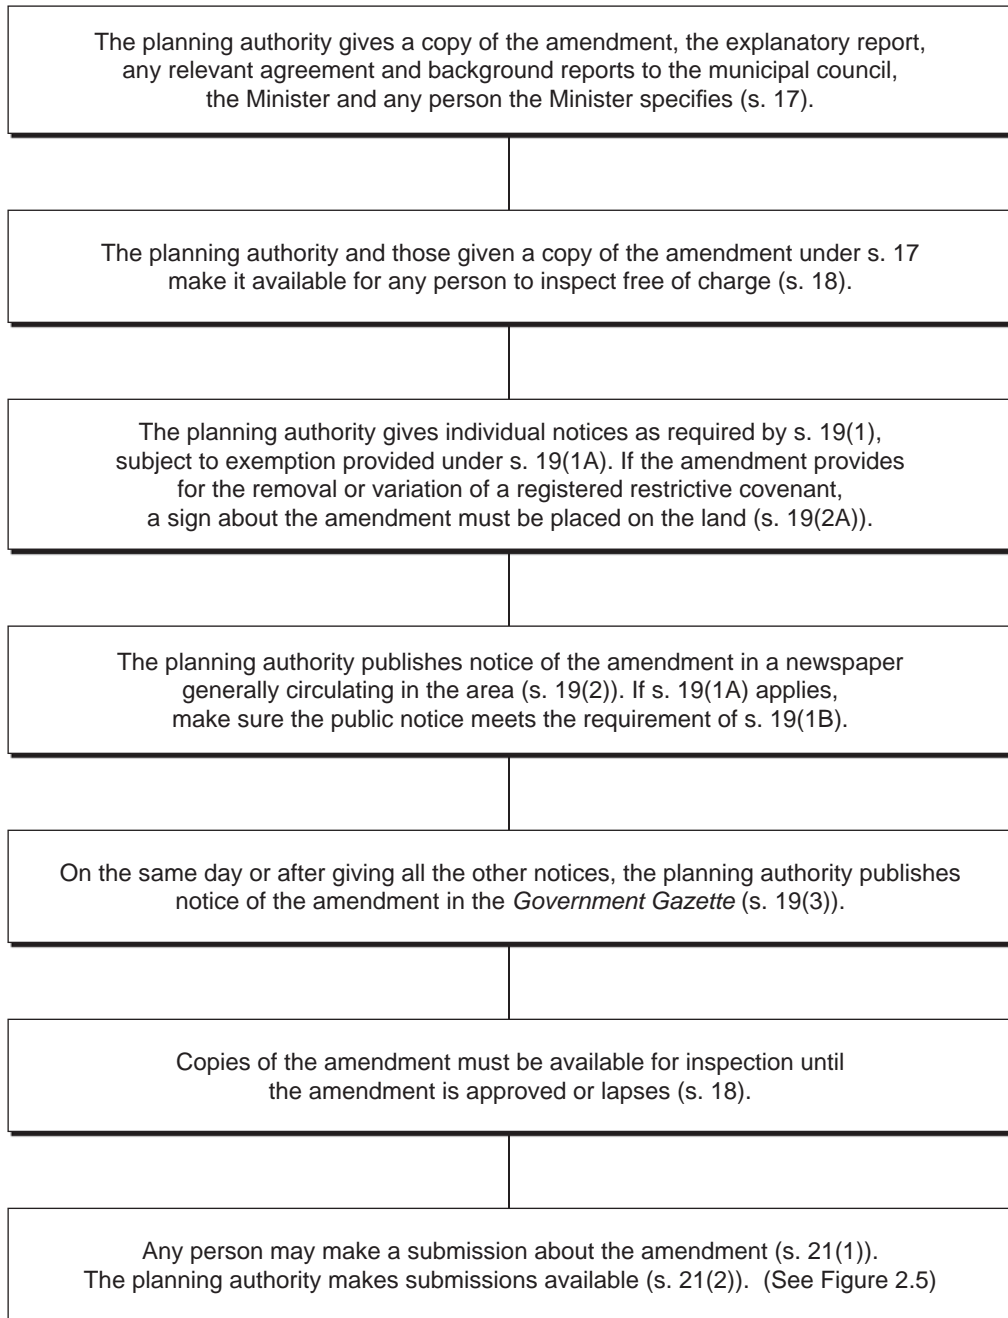 The planning authority gives a copy of the amendment, the explanatory report,
any relevant agreement and background reports to the municipal council,
the Minister and any person the Minister specifies (s. 17).
The planning authority and those given a copy of the amendment under s. 17
make it available for any person to inspect free of charge (s. 18).
The planning authority gives individual notices as required by s. 19(1),
subject to exemption provided under s. 19(1A). If the amendment provides
for the removal or variation of a registered restrictive covenant,
a sign about the amendment must be placed on the land (s. 19(2A)).
The planning authority publishes notice of the amendment in a newspaper
generally circulating in the area (s. 19(2)). If s. 19(1A) applies,
make sure the public notice meets the requirement of s. 19(1B).
On the same day or after giving all the other notices, the planning authority publishes
notice of the amendment in the Government Gazette (s. 19(3)).
Copies of the amendment must be available for inspection until
the amendment is approved or lapses (s. 18).
Any person may make a submission about the amendment (s. 21(1)).
The planning authority makes submissions available (s. 21(2)). (See Figure 2.5)